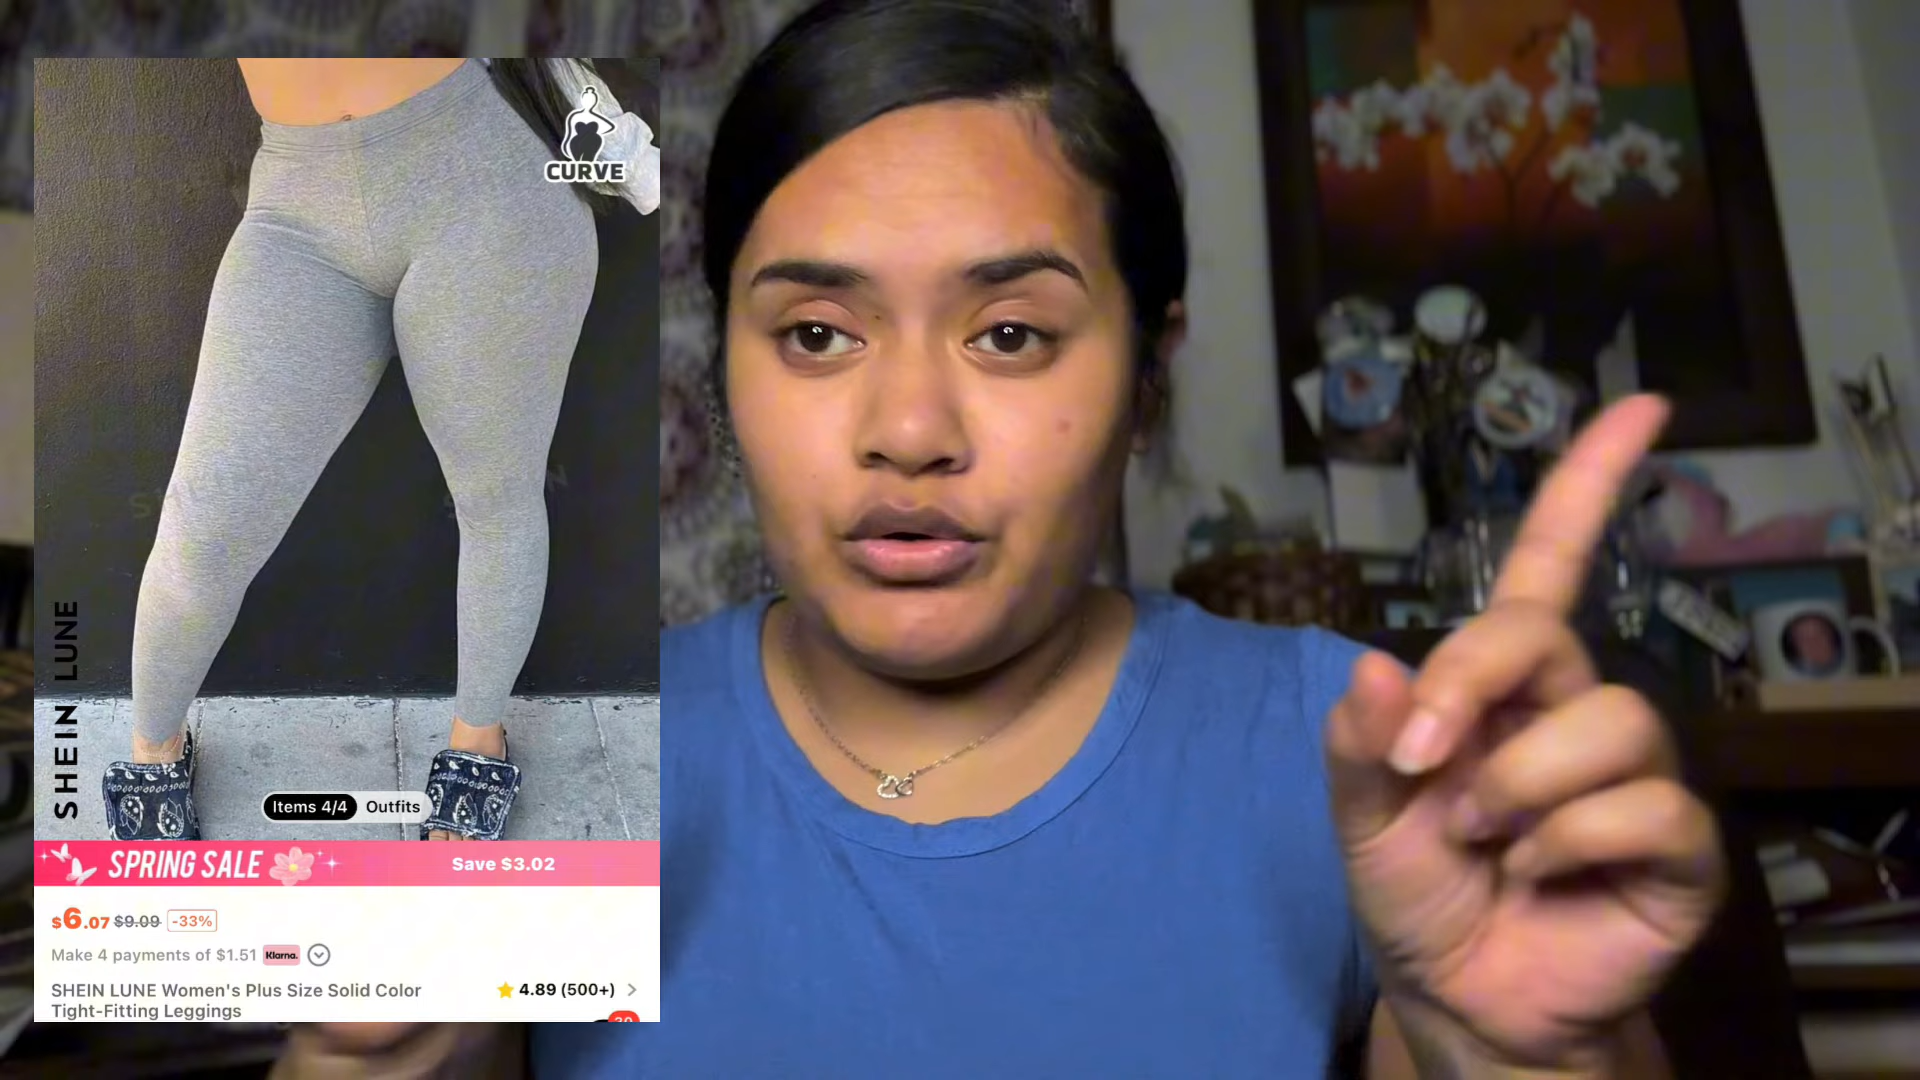 CURVE
SHEIN LUNE
Items 4/4 Outfits
SPRING SALE Save $3.02
$6.07 $9.09 -33%
Make 4 payments of $1.51 Klarna.
SHEIN LUNE Women's Plus Size Solid Color 4.89 (500+)
Tight-Fitting Leggings